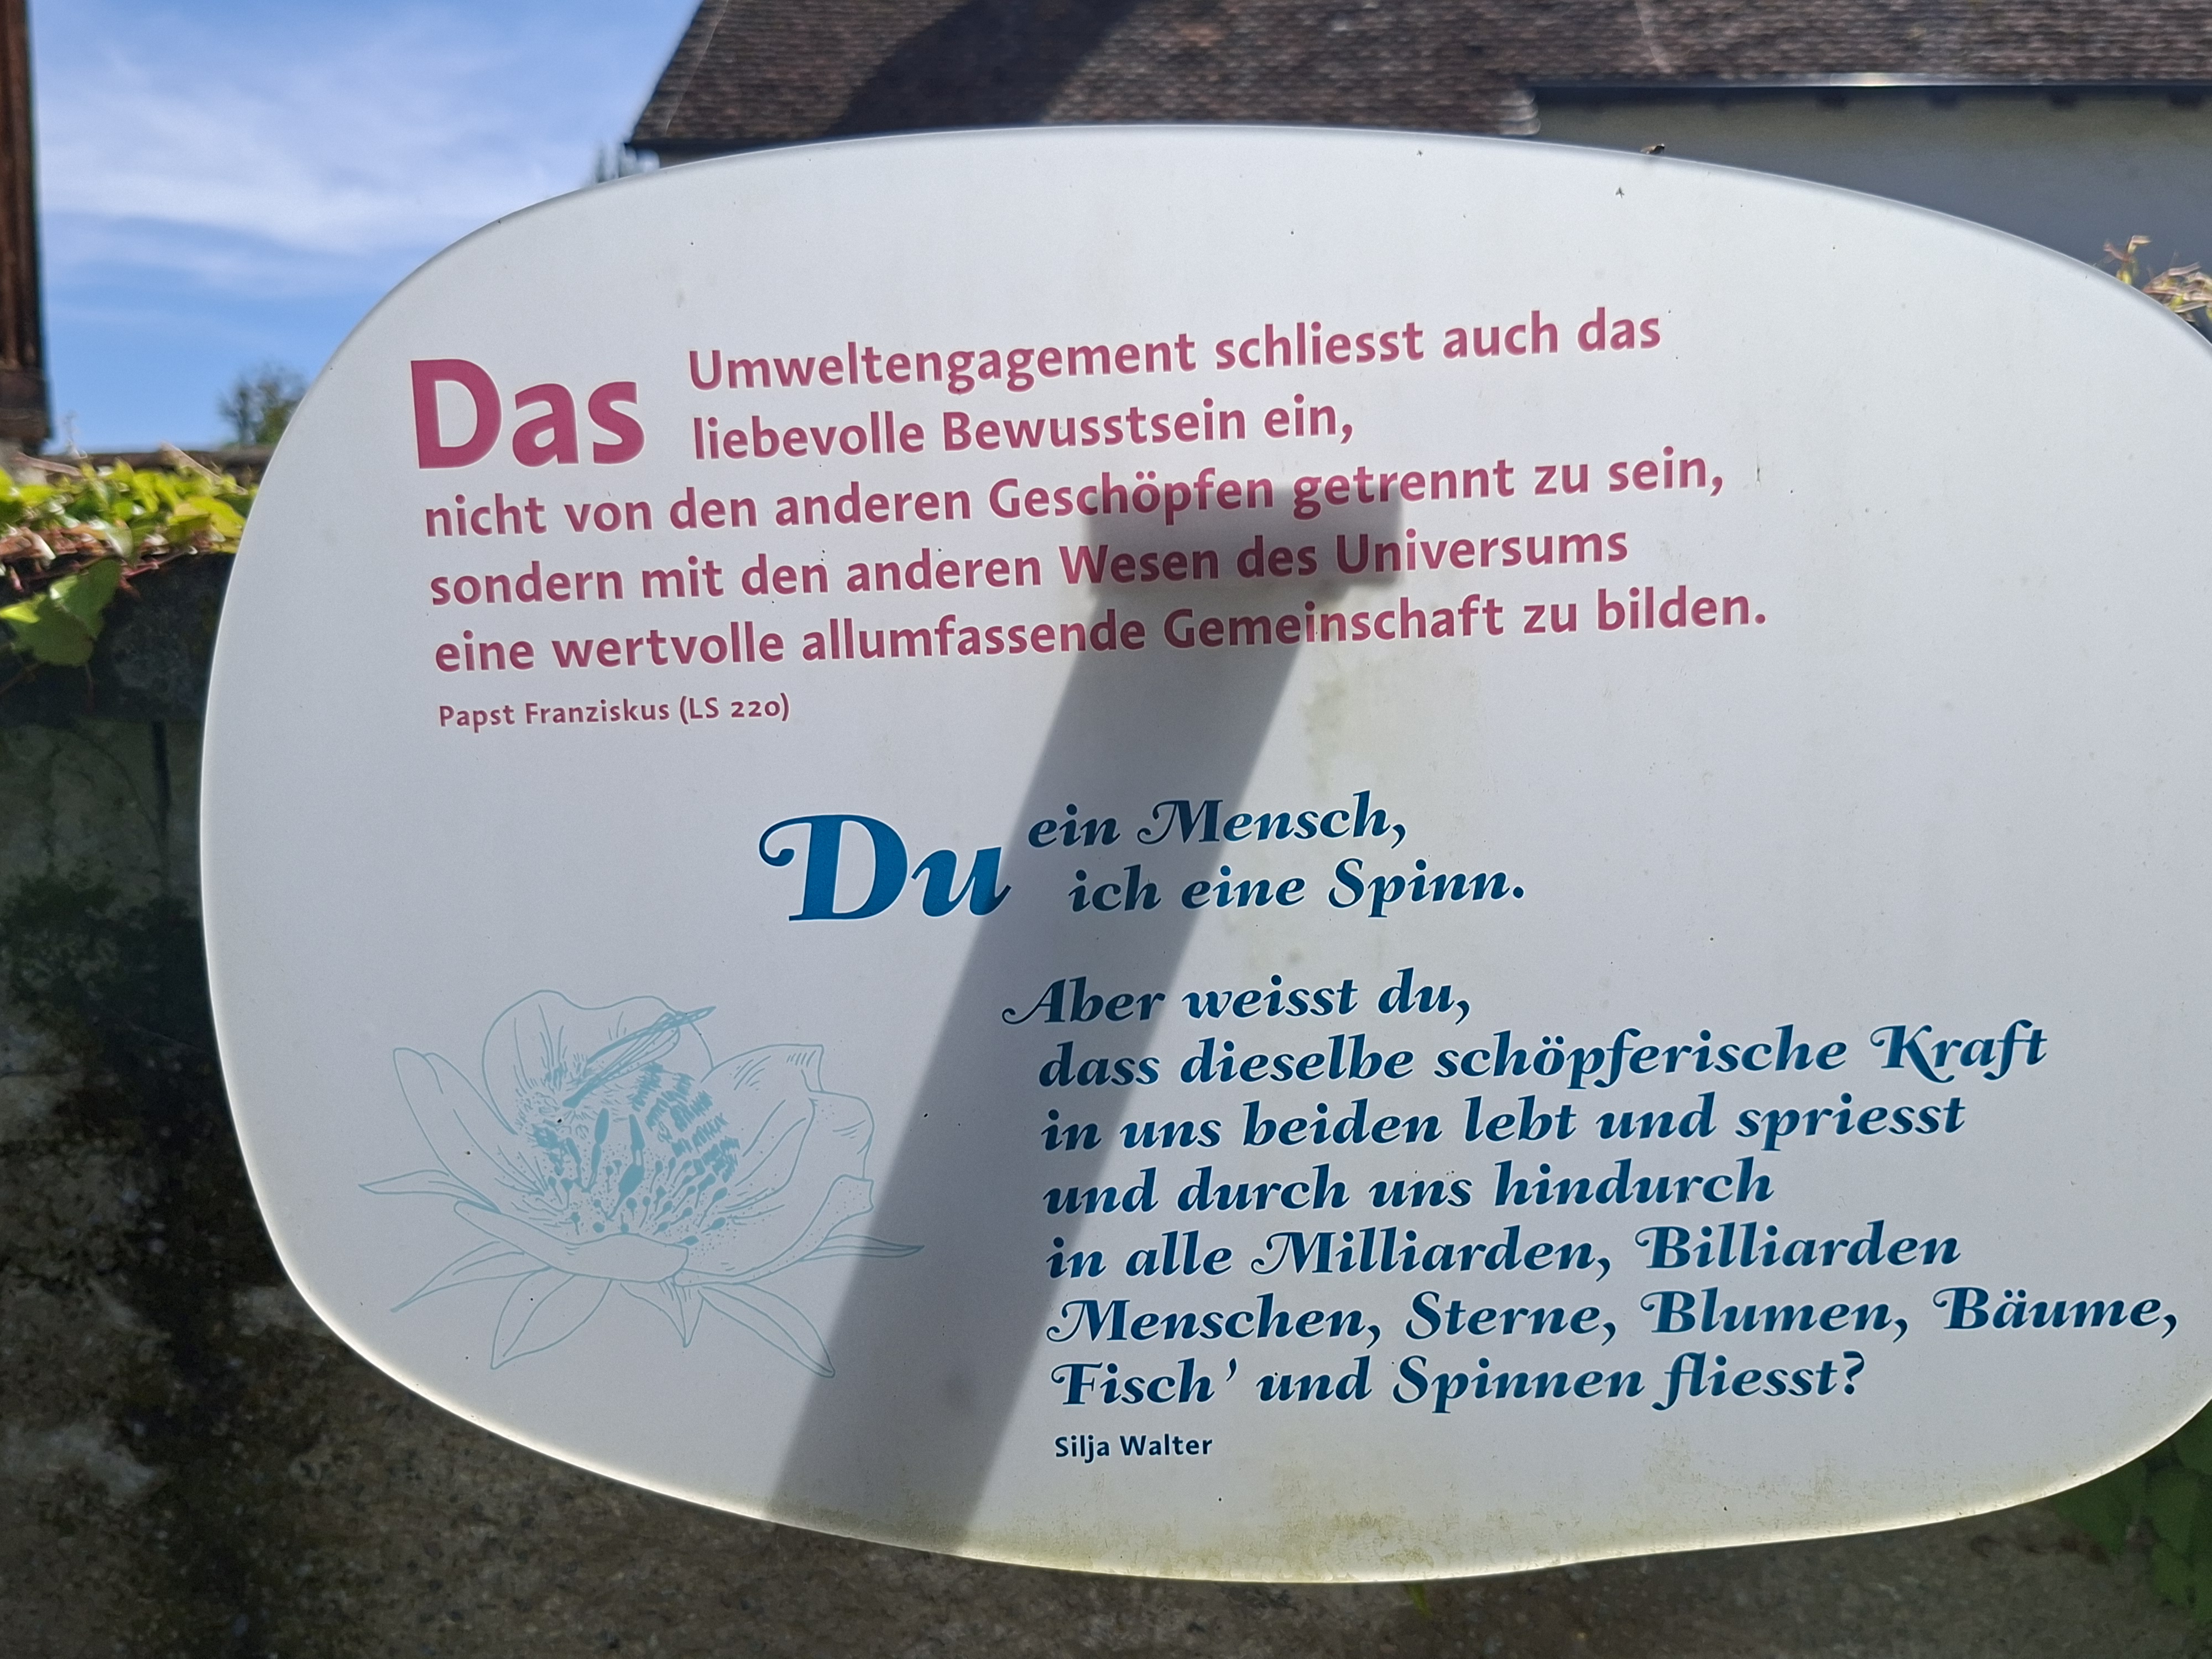 Das Umweltengagement schliesst auch das
liebevolle Bewusstsein ein,
nicht von den anderen Geschöpfen getrennt zu sein,
sondern mit den anderen Wesen des Universums
eine wertvolle allumfassende Gemeinschaft zu bilden.
Papst Franziskus (LS 220)
Du ein Mensch,
ich eine Spinn.
Aber weisst du,
dass dieselbe schöpferische Kraft
in uns beiden lebt und spriesst
und durch uns hindurch
in alle Milliarden, Billiarden
Menschen, Sterne, Blumen, Bäume,
Fisch' und Spinnen fliesst?
Silja Walter